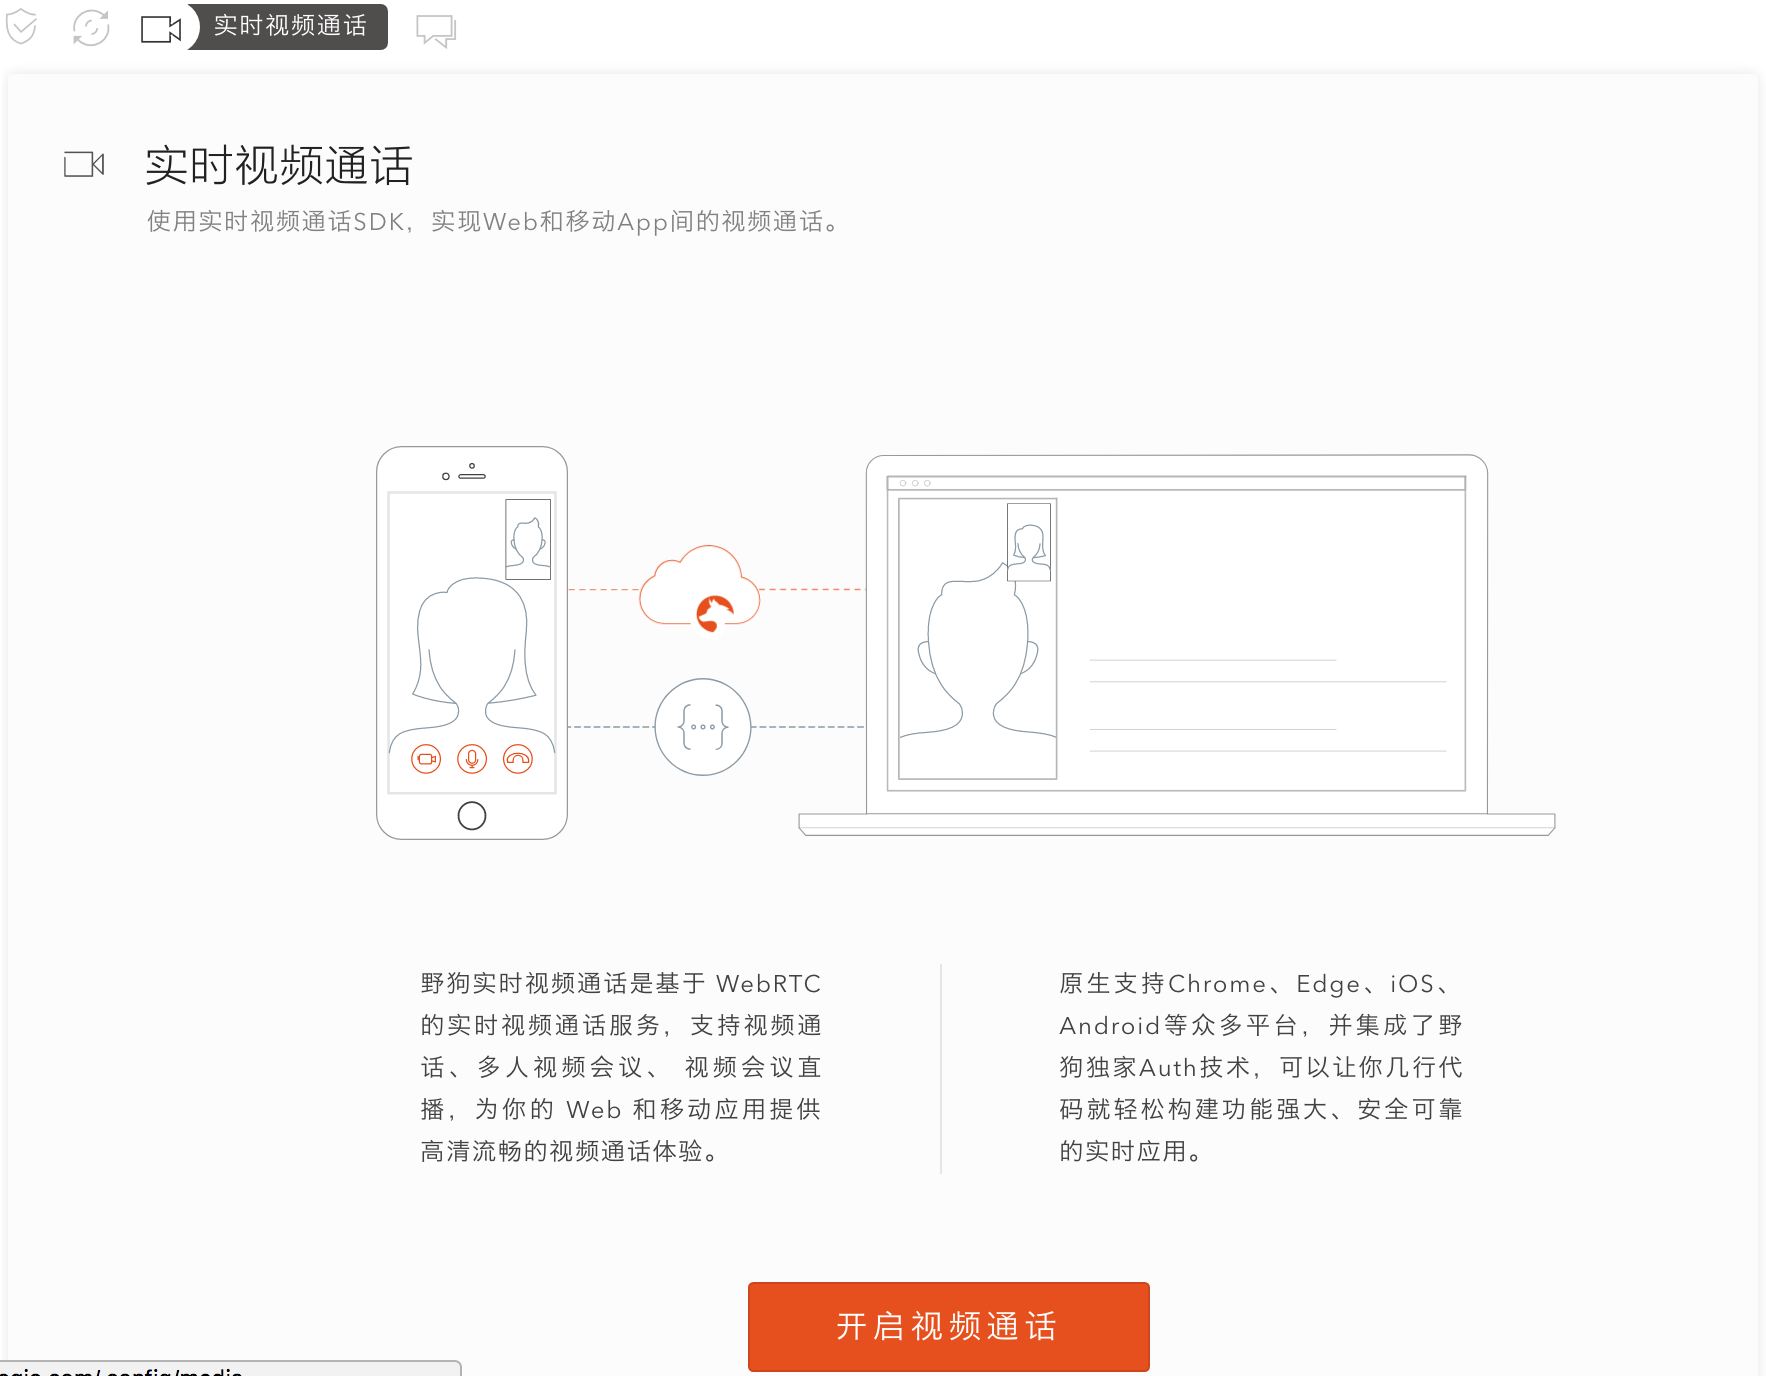 实时视频通话
实时视频通话
使用实时视频通话SDK，实现Web和移动App间的视频通话。
{...}
野狗实时视频通话是基于 WebRTC
的实时视频通话服务，支持视频通
话、多人视频会议、 视频会议直
播，为你的 Web 和移动应用提供
高清流畅的视频通话体验。
原生支持Chrome、Edge、iOS、
Android等众多平台，并集成了野
狗独家Auth技术，可以让你几行代
码就轻松构建功能强大、安全可靠
的实时应用。
开启视频通话